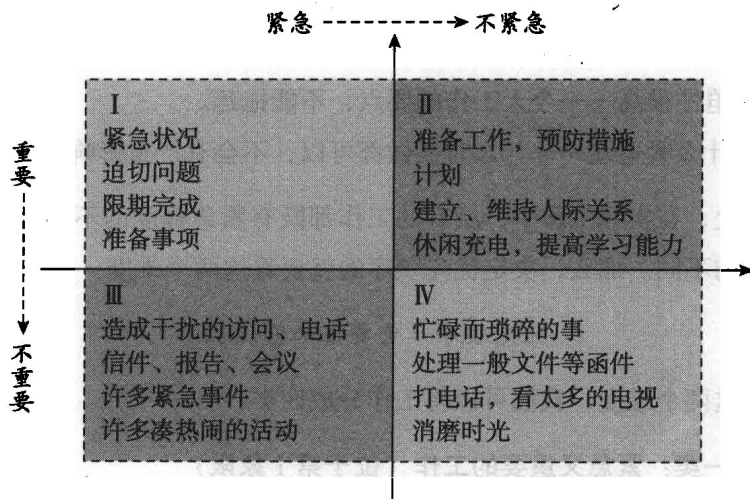 紧急 不紧急
重要
不重要
Ⅰ
紧急状况
迫切问题
限期完成
准备事项
Ⅱ
准备工作，预防措施
计划
建立、维持人际关系
休闲充电，提高学习能力
Ⅲ
造成干扰的访问、电话
信件、报告、会议
许多紧急事件
许多凑热闹的活动
Ⅳ
忙碌而琐碎的事
处理一般文件等函件
打电话，看太多的电视
消磨时光